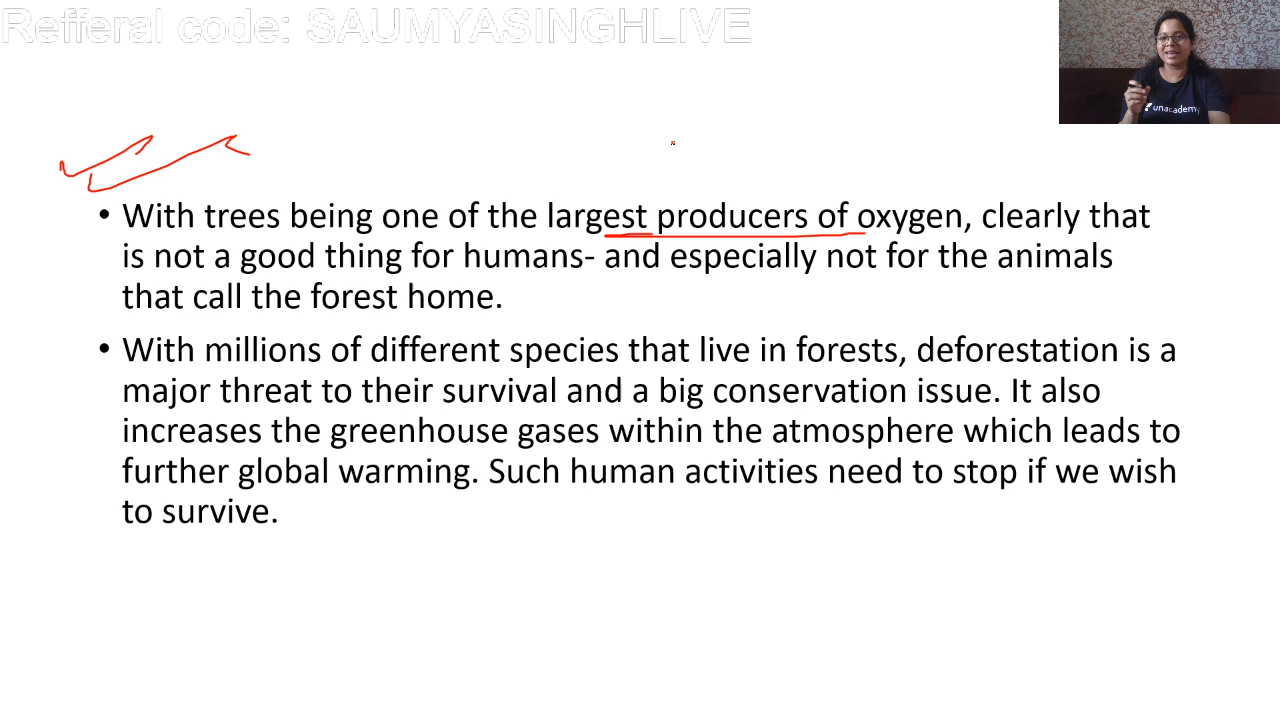 Refferal code: SAUMYASINGHLIVE
unacademy
• With trees being one of the largest producers of oxygen, clearly that
is not a good thing for humans- and especially not for the animals
that call the forest home.
• With millions of different species that live in forests, deforestation is a
major threat to their survival and a big conservation issue. It also
increases the greenhouse gases within the atmosphere which leads to
further global warming. Such human activities need to stop if we wish
to survive.